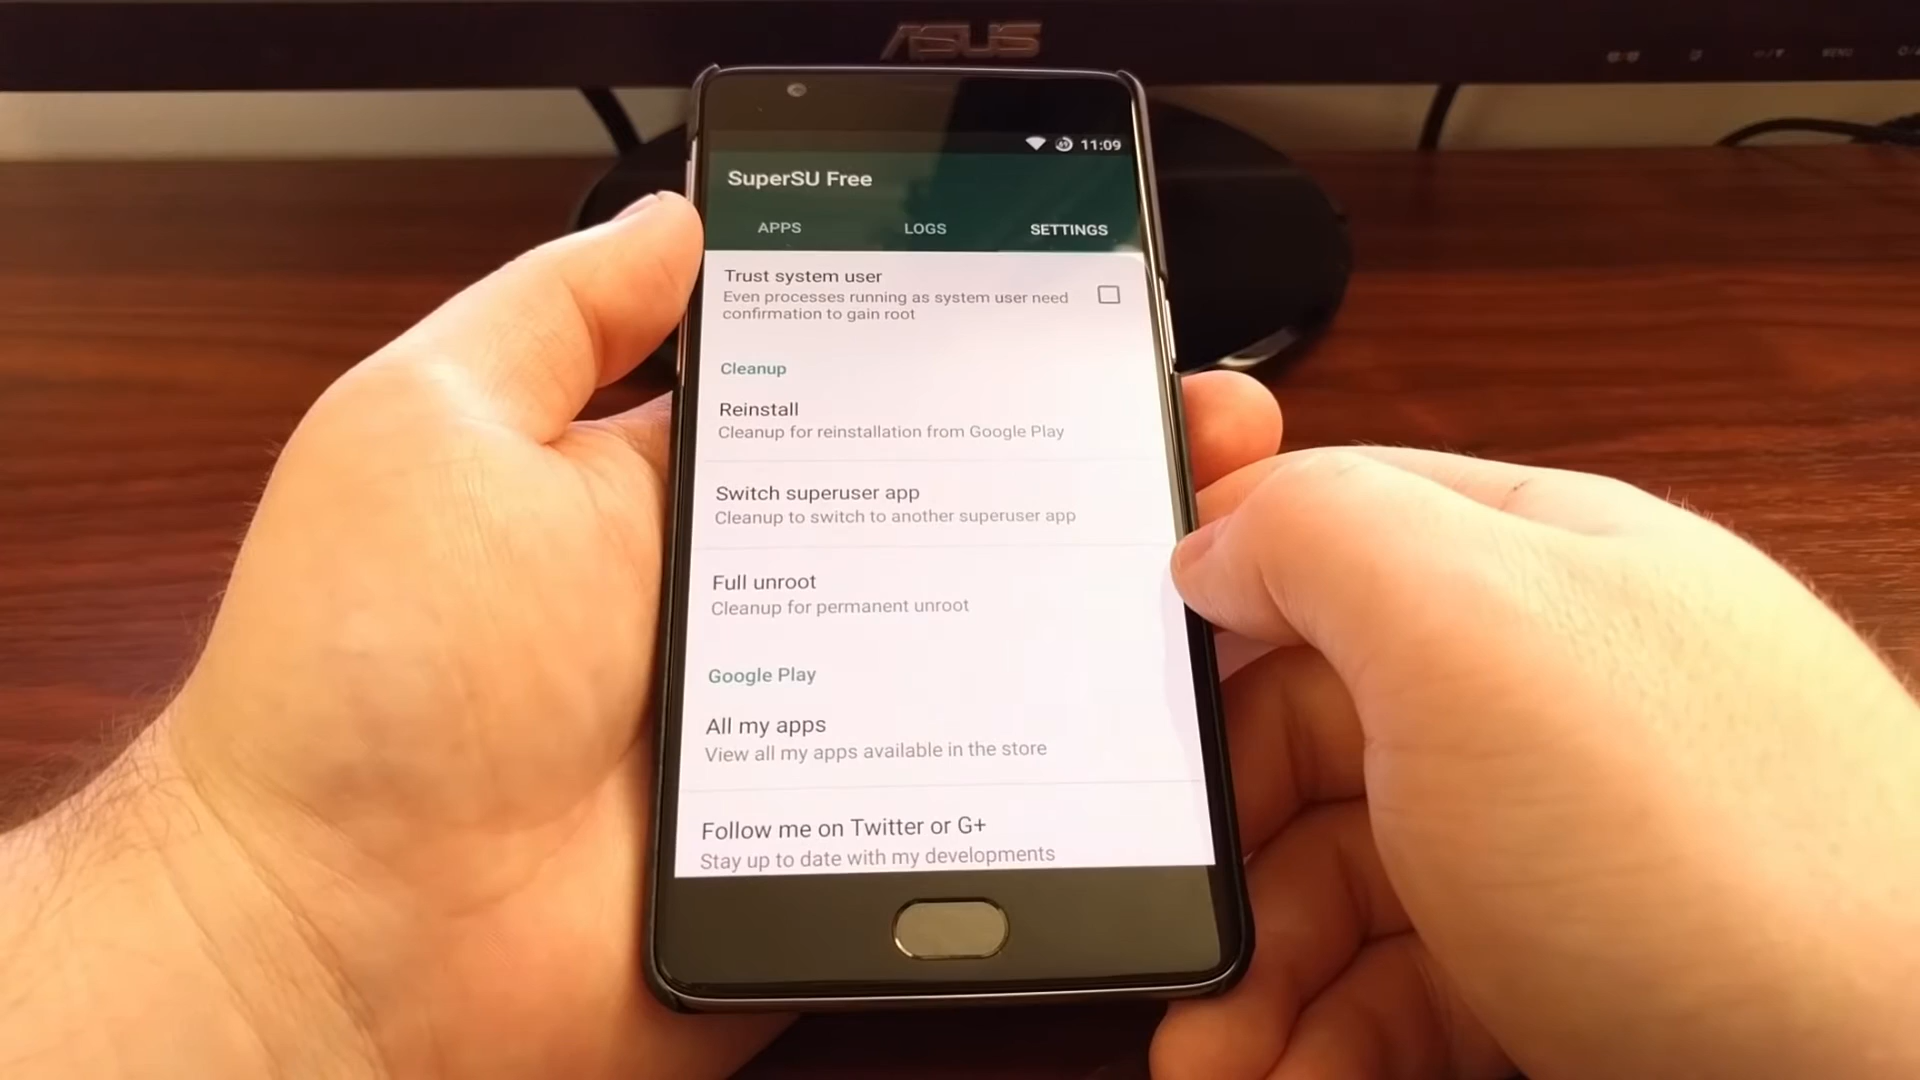 ASUS
MENU
11:09
SuperSU Free
APPS LOGS SETTINGS
Trust system user
Even processes running as system user need
confirmation to gain root
Cleanup
Reinstall
Cleanup for reinstallation from Google Play
Switch superuser app
Cleanup to switch to another superuser app
Full unroot
Cleanup for permanent unroot
Google Play
All my apps
View all my apps available in the store
Follow me on Twitter or G+
Stay up to date with my developments